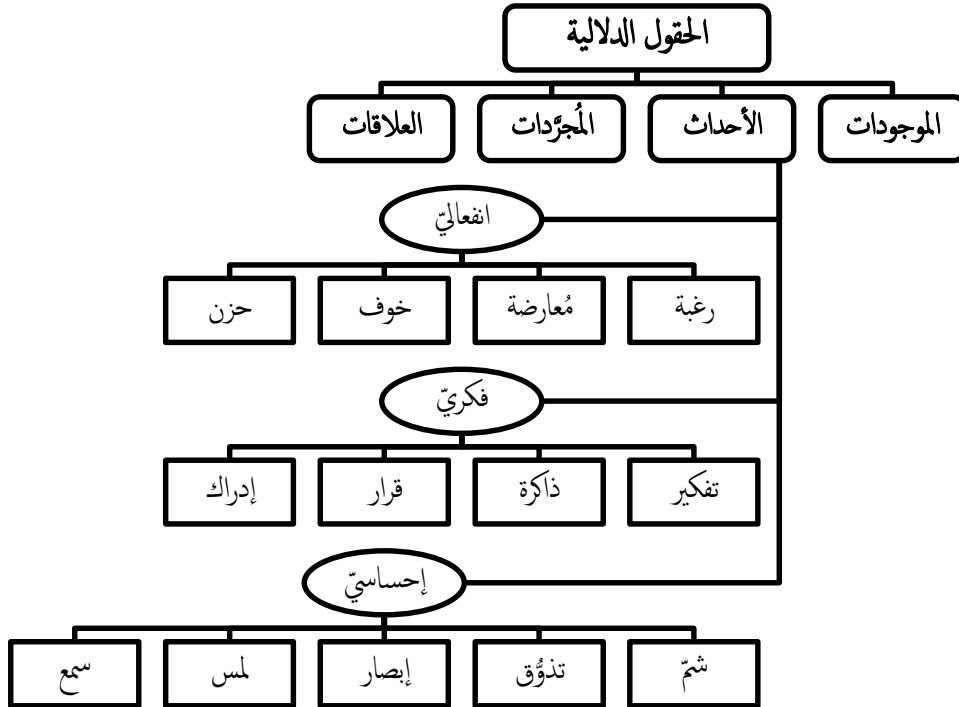 الحقول الدلالية
الموجودات
الأحداث
المُجرَّدات
العلاقات
انفعاليّ
رغبة
مُعارضة
خوف
حزن
فكريّ
تفكير
ذاكرة
قرار
إدراك
إحساسيّ
شمّ
تذوُّق
إبصار
لمس
سمع